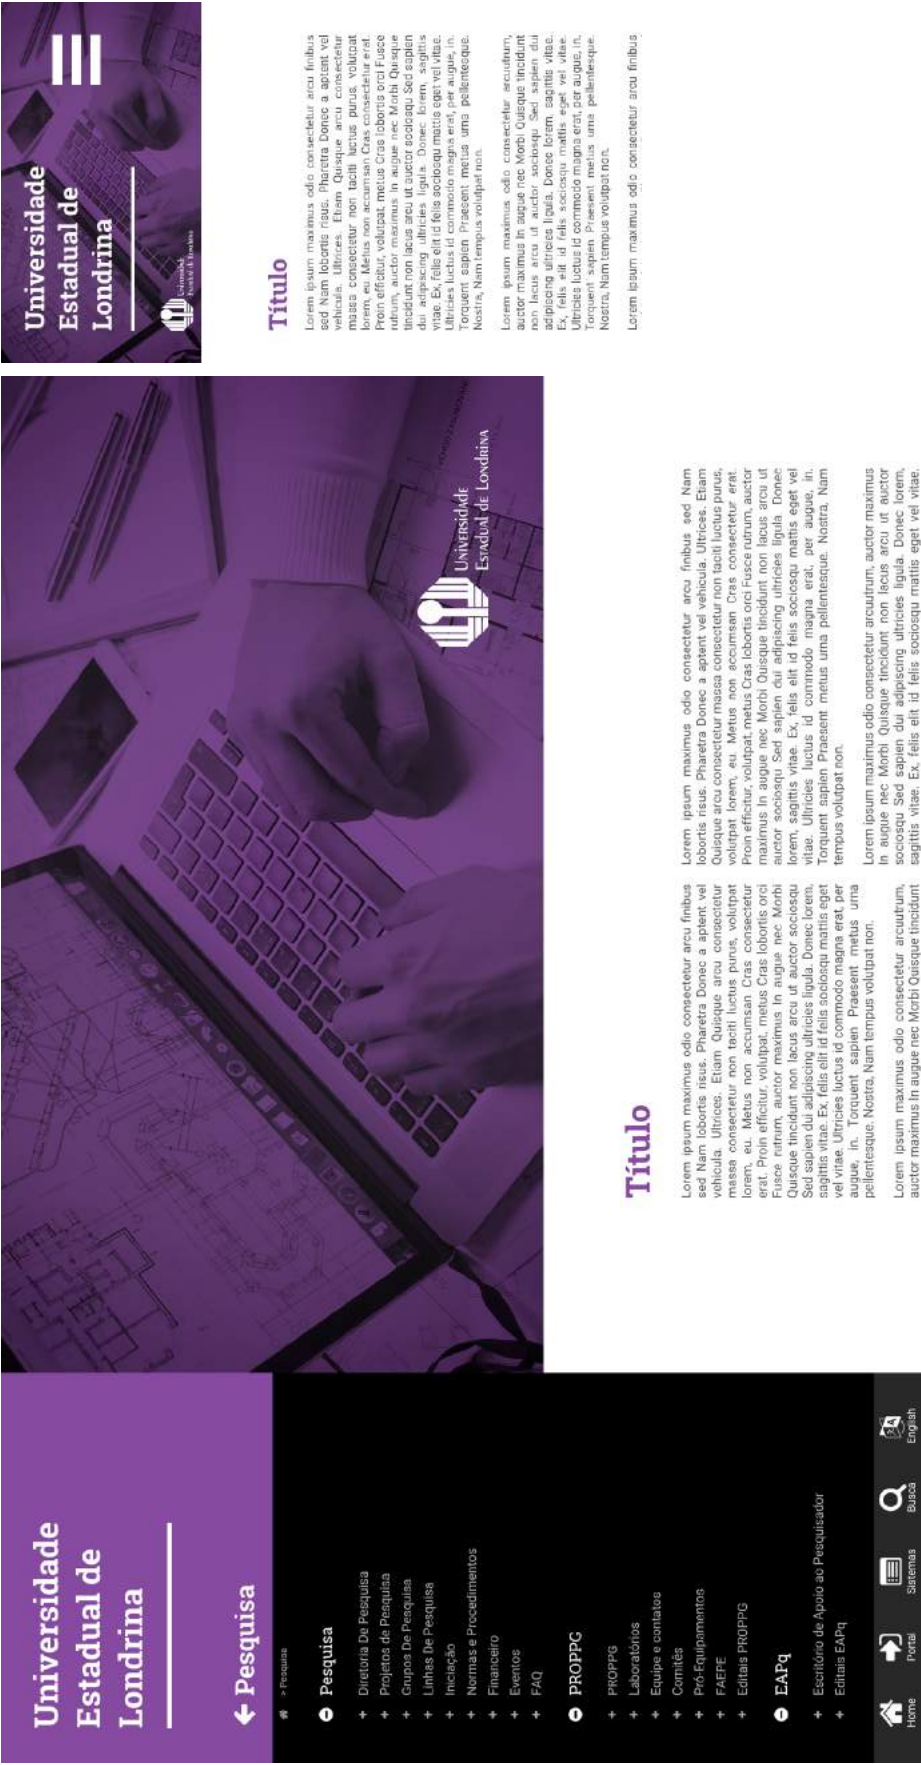 Universidade
Estadual de
Londrina
← Pesquisa
> Pesquisa
Pesquisa
+ Diretoria De Pesquisa
+ Projetos de Pesquisa
+ Grupos De Pesquisa
+ Linhas De Pesquisa
+ Iniciação
+ Normas e Procedimentos
+ Financeiro
+ Eventos
+ FAQ
PROPPG
+ PROPPG
+ Laboratórios
+ Equipe e contatos
+ Comitês
+ Pró-Equipamentos
+ FAEPE
+ Editais PROPPG
EAPq
+ Escritório de Apoio ao Pesquisador
+ Editais EAPq
Home
Portal
Sistemas
Busca
English
Universidade
Estadual de Londrina
Título
Lorem ipsum maximus odio consectetur arcu finibus
sed Nam lobortis risus. Pharetra Donec a aptent vel
vehicula. Ultrices. Etiam Quisque arcu consectetur
massa consectetur non taciti luctus purus, volutpat
lorem, eu. Metus non accumsan Cras consectetur
erat. Proin efficitur, volutpat, metus Cras lobortis orci
Fusce rutrum, auctor maximus In augue nec Morbi
Quisque tincidunt non lacus arcu ut auctor sociosqu
Sed sapien dui adipiscing ultricies ligula. Donec lorem,
sagittis vitae. Ex, felis elit id felis sociosqu mattis eget
vel vitae. Ultricies luctus id commodo magna erat, per
augue, in. Torquent sapien Praesent metus urna
pellentesque. Nostra, Nam tempus volutpat non.
Lorem ipsum maximus odio consectetur arcuutrum,
auctor maximus In augue nec Morbi Quisque tincidunt
Lorem ipsum maximus odio consectetur arcu finibus sed Nam
lobortis risus. Pharetra Donec a aptent vel vehicula. Ultrices. Etiam
Quisque arcu consectetur massa consectetur non taciti luctus purus,
volutpat lorem, eu. Metus non accumsan Cras consectetur erat.
Proin efficitur, volutpat, metus Cras lobortis orci Fusce rutrum, auctor
maximus In augue nec Morbi Quisque tincidunt non lacus arcu ut
auctor sociosqu Sed sapien dui adipiscing ultricies ligula. Donec
lorem, sagittis vitae. Ex, felis elit id felis sociosqu mattis eget vel
vitae. Ultricies luctus id commodo magna erat, per augue, in.
Torquent sapien Praesent metus urna pellentesque. Nostra, Nam
tempus volutpat non.
Lorem ipsum maximus odio consectetur arcuutrum, auctor maximus
In augue nec Morbi Quisque tincidunt non lacus arcu ut auctor
sociosqu Sed sapien dui adipiscing ultricies ligula. Donec lorem,
sagittis vitae. Ex, felis elit id felis sociosqu mattis eget vel vitae.
Universidade
Estadual de
Londrina
Universidade
Estadual de Londrina
Título
Lorem ipsum maximus odio consectetur arcu finibus
sed Nam lobortis risus. Pharetra Donec a aptent vel
vehicula. Ultrices. Etiam Quisque arcu consectetur
massa consectetur non taciti luctus purus, volutpat
lorem, eu. Metus non accumsan Cras consectetur erat.
Proin efficitur, volutpat, metus Cras lobortis orci Fusce
rutrum, auctor maximus In augue nec Morbi Quisque
tincidunt non lacus arcu ut auctor sociosqu Sed sapien
dui adipiscing ultricies ligula. Donec lorem, sagittis
vitae. Ex, felis elit id felis sociosqu mattis eget vel vitae.
Ultricies luctus id commodo magna erat, per augue, in.
Torquent sapien Praesent metus urna pellentesque.
Nostra, Nam tempus volutpat non.
Lorem ipsum maximus odio consectetur arcuutrum,
auctor maximus In augue nec Morbi Quisque tincidunt
non lacus arcu ut auctor sociosqu Sed sapien dui
adipiscing ultricies ligula. Donec lorem, sagittis vitae.
Ex, felis elit id felis sociosqu mattis eget vel vitae.
Ultricies luctus id commodo magna erat, per augue, in.
Torquent sapien Praesent metus urna pellentesque.
Nostra, Nam tempus volutpat non.
Lorem ipsum maximus odio consectetur arcu finibus